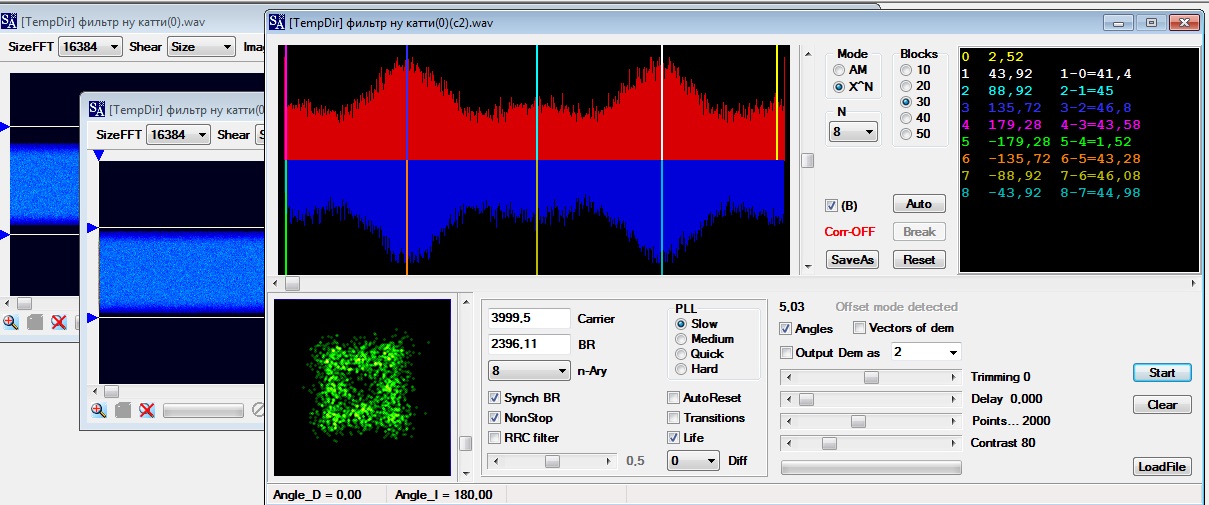 [TempDir] фильтр ну катти(0).wav
SizeFFT 16384 Shear Size Ima
[TempDir] фильтр ну катти(0
SizeFFT 16384 Shear
[TempDir] фильтр ну катти(0)(c2).wav
Mode
AM
X^N
N
8
Blocks
10
20
30
40
50
(B) Auto
Corr-OFF Break
SaveAs Reset
0 2,52
1 43,92 1-0=41,4
2 88,92 2-1=45
3 135,72 3-2=46,8
4 179,28 4-3=43,58
5 -179,28 5-4=1,52
6 -135,72 6-5=43,28
7 -88,92 7-6=46,08
8 -43,92 8-7=44,98
3999,5 Carrier
2396,11 BR
8 n-Ary
Synch BR
NonStop
RRC filter
0,5
PLL
Slow
Medium
Quick
Hard
AutoReset
Transitions
Life
0 Diff
5,03 Offset mode detected
Angles Vectors of dem
Output Dem as 2
Trimming 0
Delay 0,000
Points... 2000
Contrast 80
Start
Clear
LoadFile
Angle_D = 0,00 Angle_I = 180,00